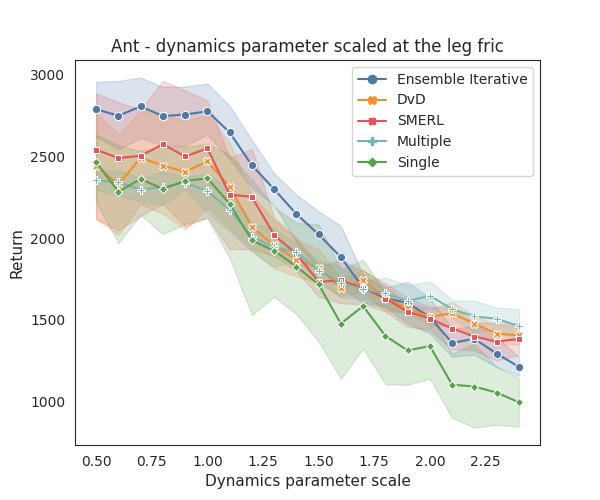 Ant - dynamics parameter scaled at the leg fric
Ensemble Iterative
DvD
SMERL
Multiple
Single
Return
3000
2500
2000
1500
1000
0.50 0.75 1.00 1.25 1.50 1.75 2.00 2.25
Dynamics parameter scale